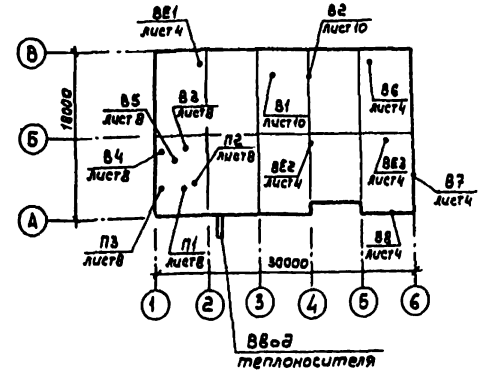 ВЕ1
лист 4
В2
лист 10
В
В5
лист 8
В3
лист 8
В1
лист 10
В6
лист 4
18000
Б
В4
лист 8
П2
лист 8
ВЕ2
лист 4
ВЕ3
лист 4
В7
лист 4
А
П3
лист 8
П1
лист 8
В8
лист 4
30000
1
2
3
4
5
6
Ввод
теплоносителя